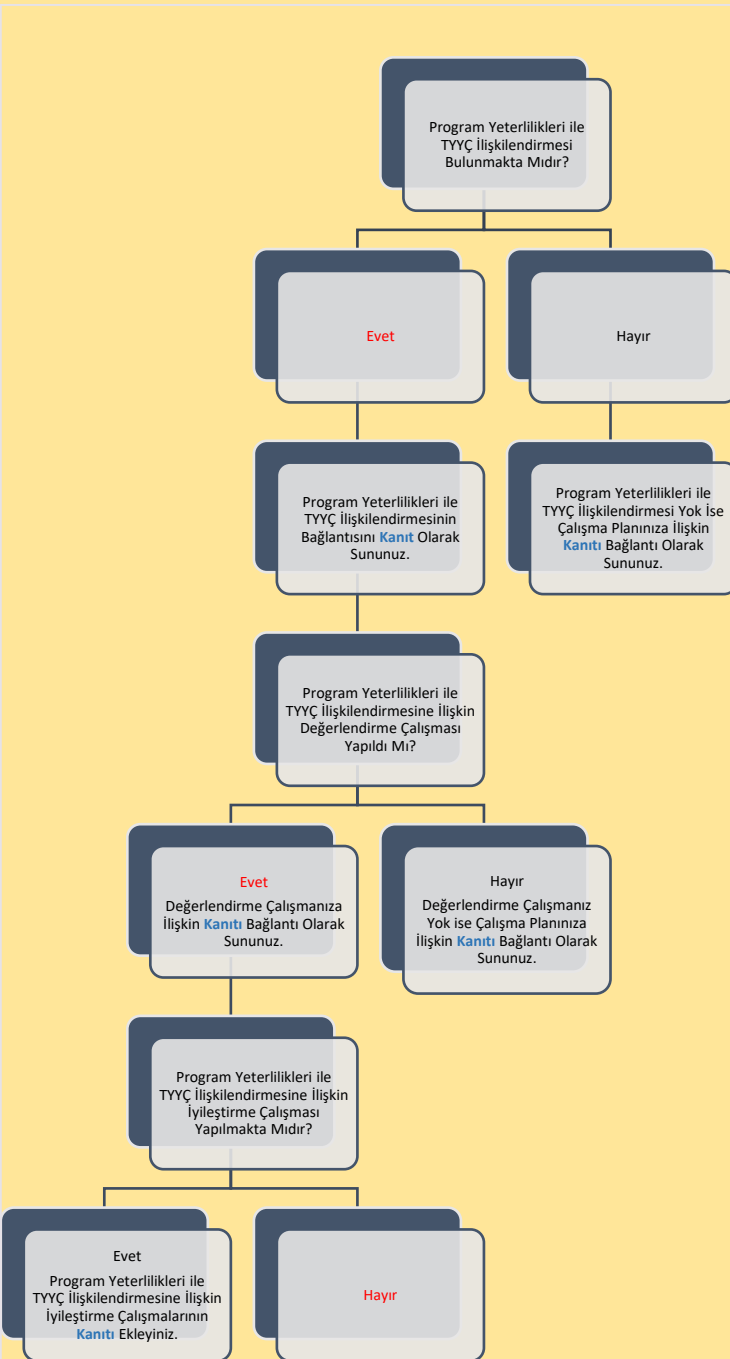 Program Yeterlilikleri ile
TYYÇ İlişkilendirmesi
Bulunmakta Mıdır?
Evet
Hayır
Program Yeterlilikleri ile
TYYÇ İlişkilendirmesinin
Bağlantısını Kanıt Olarak
Sununuz.
Program Yeterlilikleri ile
TYYÇ İlişkilendirmesi Yok İse
Çalışma Planınıza İlişkin
Kanıtı Bağlantı Olarak
Sununuz.
Program Yeterlilikleri ile
TYYÇ İlişkilendirmesine İlişkin
Değerlendirme Çalışması
Yapıldı Mı?
Evet
Değerlendirme Çalışmanıza
İlişkin Kanıtı Bağlantı Olarak
Sununuz.
Hayır
Değerlendirme Çalışmanız
Yok ise Çalışma Planınıza
İlişkin Kanıtı Bağlantı Olarak
Sununuz.
Program Yeterlilikleri ile
TYYÇ İlişkilendirmesine İlişkin
İyileştirme Çalışması
Yapılmakta Mıdır?
Evet
Program Yeterlilikleri ile
TYYÇ İlişkilendirmesine İlişkin
İyileştirme Çalışmalarının
Kanıtı Ekleyiniz.
Hayır